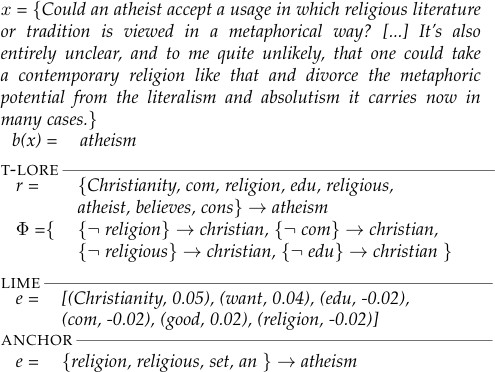 x = {Could an atheist accept a usage in which religious literature
or tradition is viewed in a metaphorical way? [...] It's also
entirely unclear, and to me quite unlikely, that one could take
a contemporary religion like that and divorce the metaphoric
potential from the literalism and absolutism it carries now in
many cases.}
b(x) = atheism
T-LORE
r = {Christianity, com, religion, edu, religious,
atheist, believes, cons} → atheism
Φ ={ {¬ religion} → christian, {¬ com} → christian,
{¬ religious} → christian, {¬ edu} → christian }
LIME
e = [(Christianity, 0.05), (want, 0.04), (edu, -0.02),
(com, -0.02), (good, 0.02), (religion, -0.02)]
ANCHOR
e = {religion, religious, set, an } → atheism